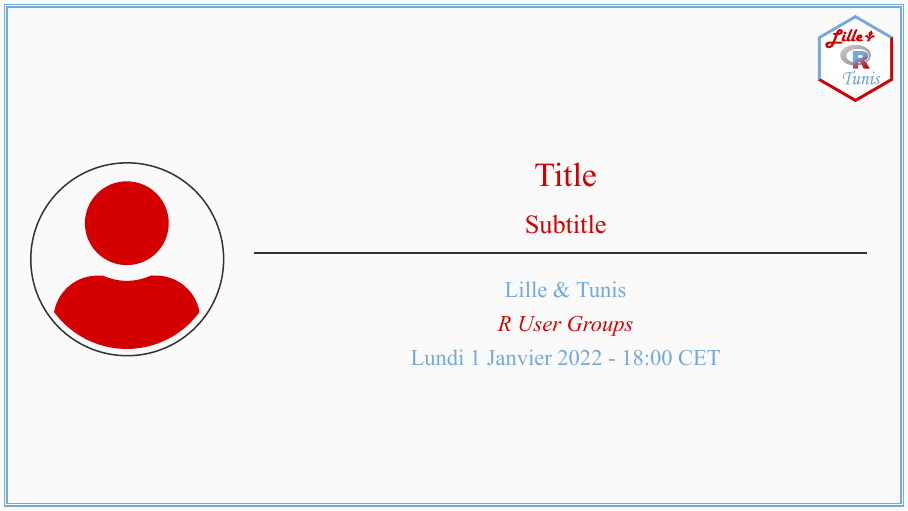 Lille &
R
Tunis
Title
Subtitle
Lille & Tunis
R User Groups
Lundi 1 Janvier 2022 - 18:00 CET